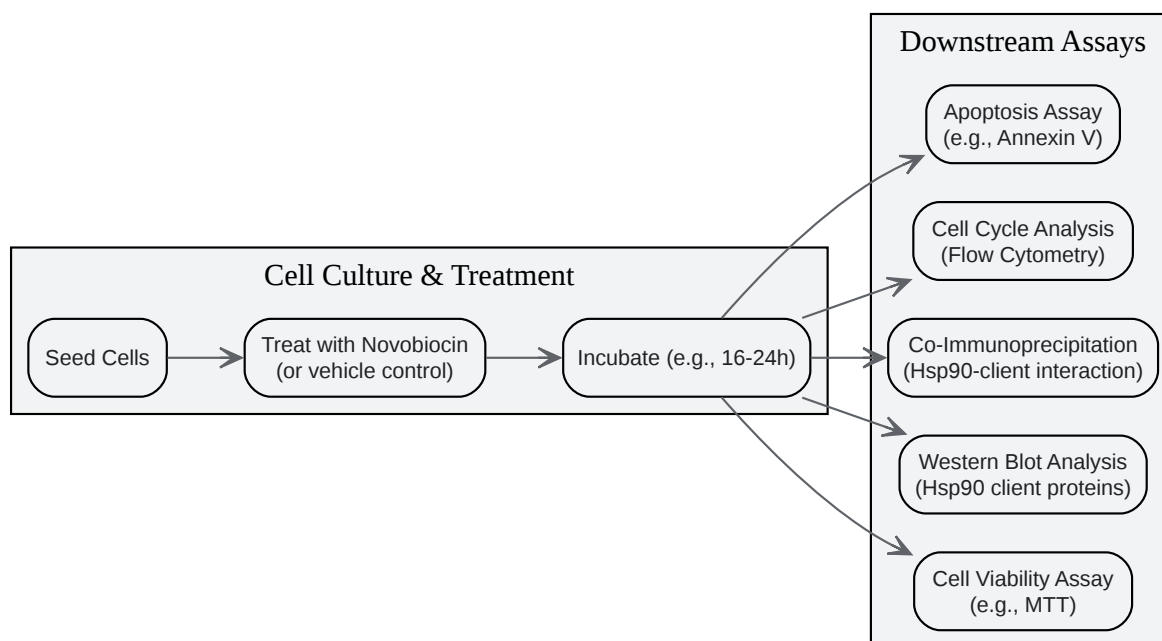 Cell Culture & Treatment
Seed Cells
Treat with Novobiocin
(or vehicle control)
Incubate (e.g., 16-24h)
Downstream Assays
Apoptosis Assay
(e.g., Annexin V)
Cell Cycle Analysis
(Flow Cytometry)
Co-Immunoprecipitation
(Hsp90-client interaction)
Western Blot Analysis
(Hsp90 client proteins)
Cell Viability Assay
(e.g., MTT)